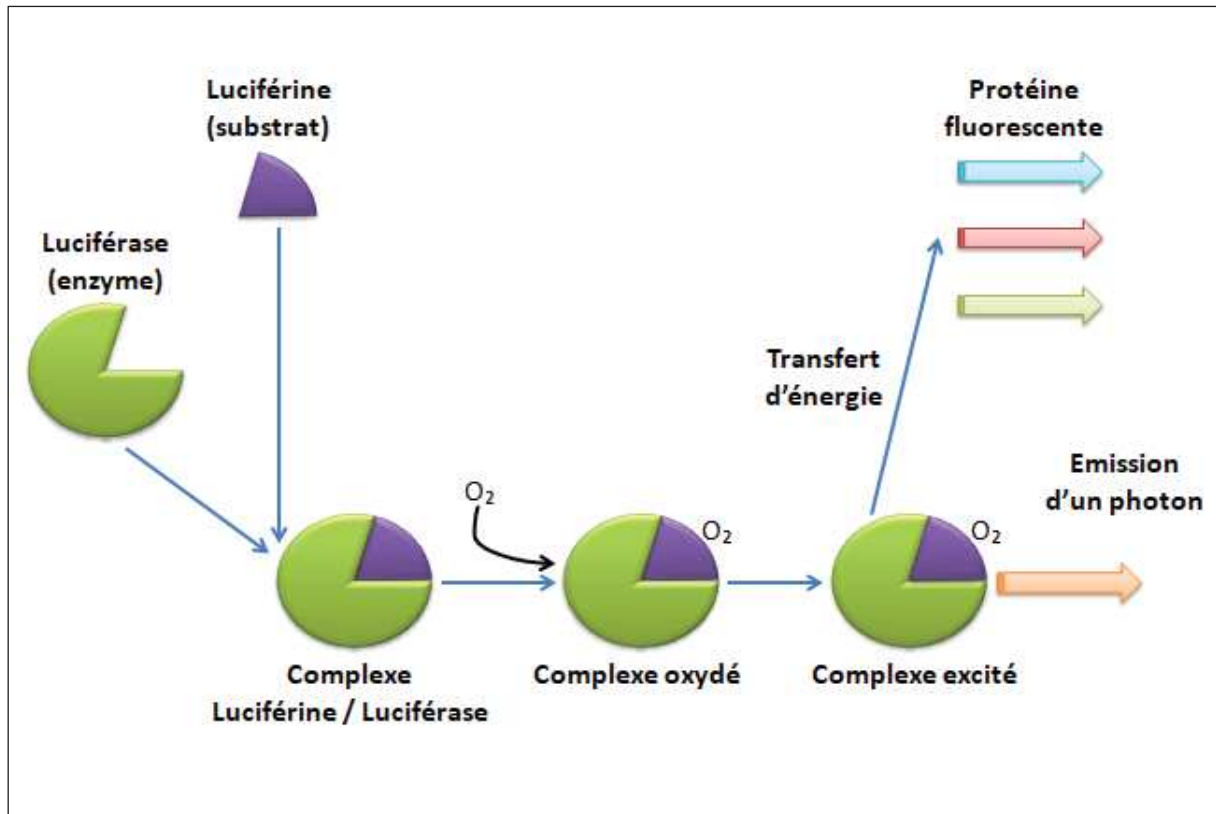 Luciférine
(substrat)
Protéine
fluorescente
Luciférase
(enzyme)
Transfert
d'énergie
Emission
d'un photon
O₂
O₂
O₂
Complexe
Luciférine / Luciférase
Complexe oxydé
Complexe excité